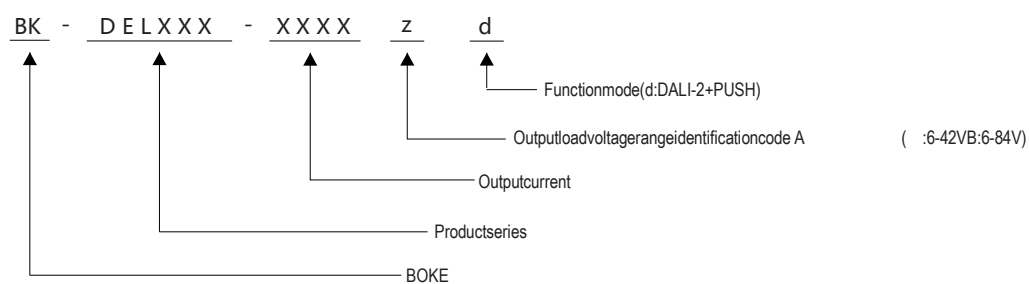 BK - DELXXX - XXXX z d
Functionmode(d:DALI-2+PUSH)
Outputloadvoltagerangeidentificationcode A ( :6-42VB:6-84V)
Outputcurrent
Productseries
BOKE